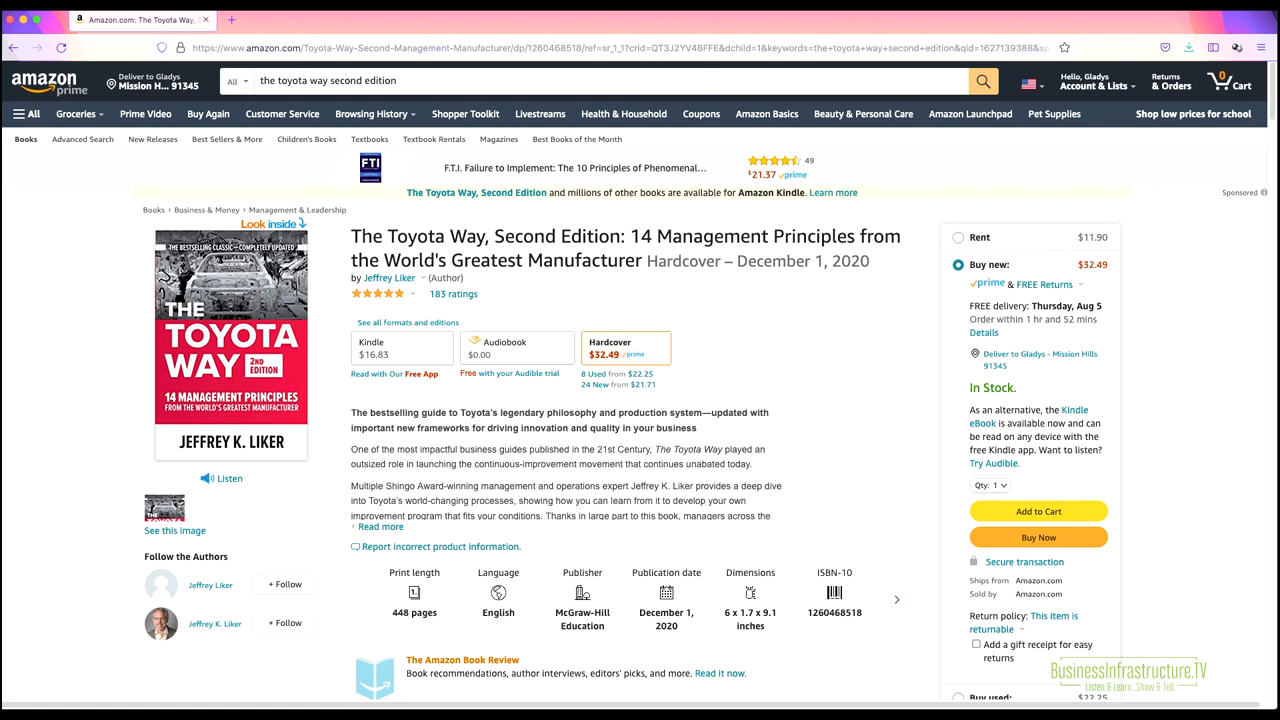 Amazon.com: The Toyota Way,
https://www.amazon.com/Toyota-Way-Second-Management-Manufacturer/dp/1260468518/ref=sr_1_1?crid=QT3J2YV4BFFE&dchild=1&keywords=the+toyota+way+second+edition&qid=1627139388&sp
amazon prime
Deliver to Gladys
Mission H... 91345
All
the toyota way second edition
Hello, Gladys
Account & Lists
Returns
& Orders
0
Cart
All Groceries Prime Video Buy Again Customer Service Browsing History Shopper Toolkit Livestreams Health & Household Coupons Amazon Basics Beauty & Personal Care Amazon Launchpad Pet Supplies Shop low prices for school
Books Advanced Search New Releases Best Sellers & More Children's Books Textbooks Textbook Rentals Magazines Best Books of the Month
FTI
F.T.I. Failure to Implement: The 10 Principles of Phenomenal...
49
$21.37 prime
The Toyota Way, Second Edition and millions of other books are available for Amazon Kindle. Learn more
Sponsored
Books › Business & Money › Management & Leadership
Look inside
THE BESTSELLING CLASSIC—COMPLETELY UPDATED
THE
TOYOTA
WAY
2ND
EDITION
14 MANAGEMENT PRINCIPLES
FROM THE WORLD'S GREATEST MANUFACTURER
JEFFREY K. LIKER
Listen
See this image
Follow the Authors
Jeffrey Liker
+ Follow
Jeffrey K. Liker
+ Follow
The Toyota Way, Second Edition: 14 Management Principles from
the World's Greatest Manufacturer Hardcover – December 1, 2020
by Jeffrey Liker (Author)
183 ratings
See all formats and editions
Kindle
$16.83
Read with Our Free App
Audiobook
$0.00
Free with your Audible trial
Hardcover
$32.49 prime
8 Used from $22.25
24 New from $21.71
The bestselling guide to Toyota's legendary philosophy and production system—updated with
important new frameworks for driving innovation and quality in your business
One of the most impactful business guides published in the 21st Century, The Toyota Way played an
outsized role in launching the continuous-improvement movement that continues unabated today.
Multiple Shingo Award-winning management and operations expert Jeffrey K. Liker provides a deep dive
into Toyota's world-changing processes, showing how you can learn from it to develop your own
improvement program that fits your conditions. Thanks in large part to this book, managers across the
Read more
Report incorrect product information.
Print length
448 pages
Language
English
Publisher
McGraw-Hill
Education
Publication date
December 1,
2020
Dimensions
6 x 1.7 x 9.1
inches
ISBN-10
1260468518
The Amazon Book Review
Book recommendations, author interviews, editors' picks, and more. Read it now.
Rent $11.90
Buy new: $32.49
prime & FREE Returns
FREE delivery: Thursday, Aug 5
Order within 1 hr and 52 mins
Details
Deliver to Gladys - Mission Hills
91345
In Stock.
As an alternative, the Kindle
eBook is available now and can
be read on any device with the
free Kindle app. Want to listen?
Try Audible.
Qty: 1
Add to Cart
Buy Now
Secure transaction
Ships from Amazon.com
Sold by Amazon.com
Return policy: This item is
returnable
Add a gift receipt for easy
returns
Buy used: $22.25
BusinessInfrastructure.TV
Listen & Learn...Show & Tell